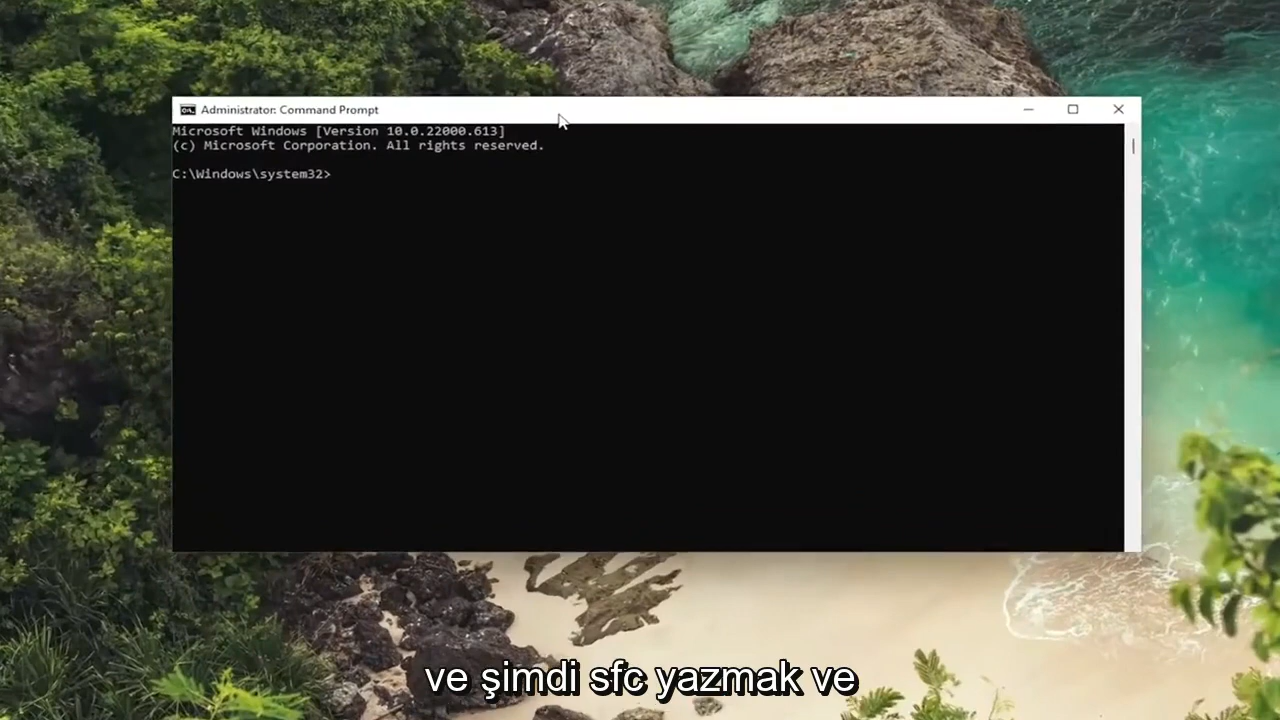 Administrator: Command Prompt
Microsoft Windows [Version 10.0.22000.613]
(c) Microsoft Corporation. All rights reserved.
C:\Windows\system32>
ve şimdi sfc yazmak ve